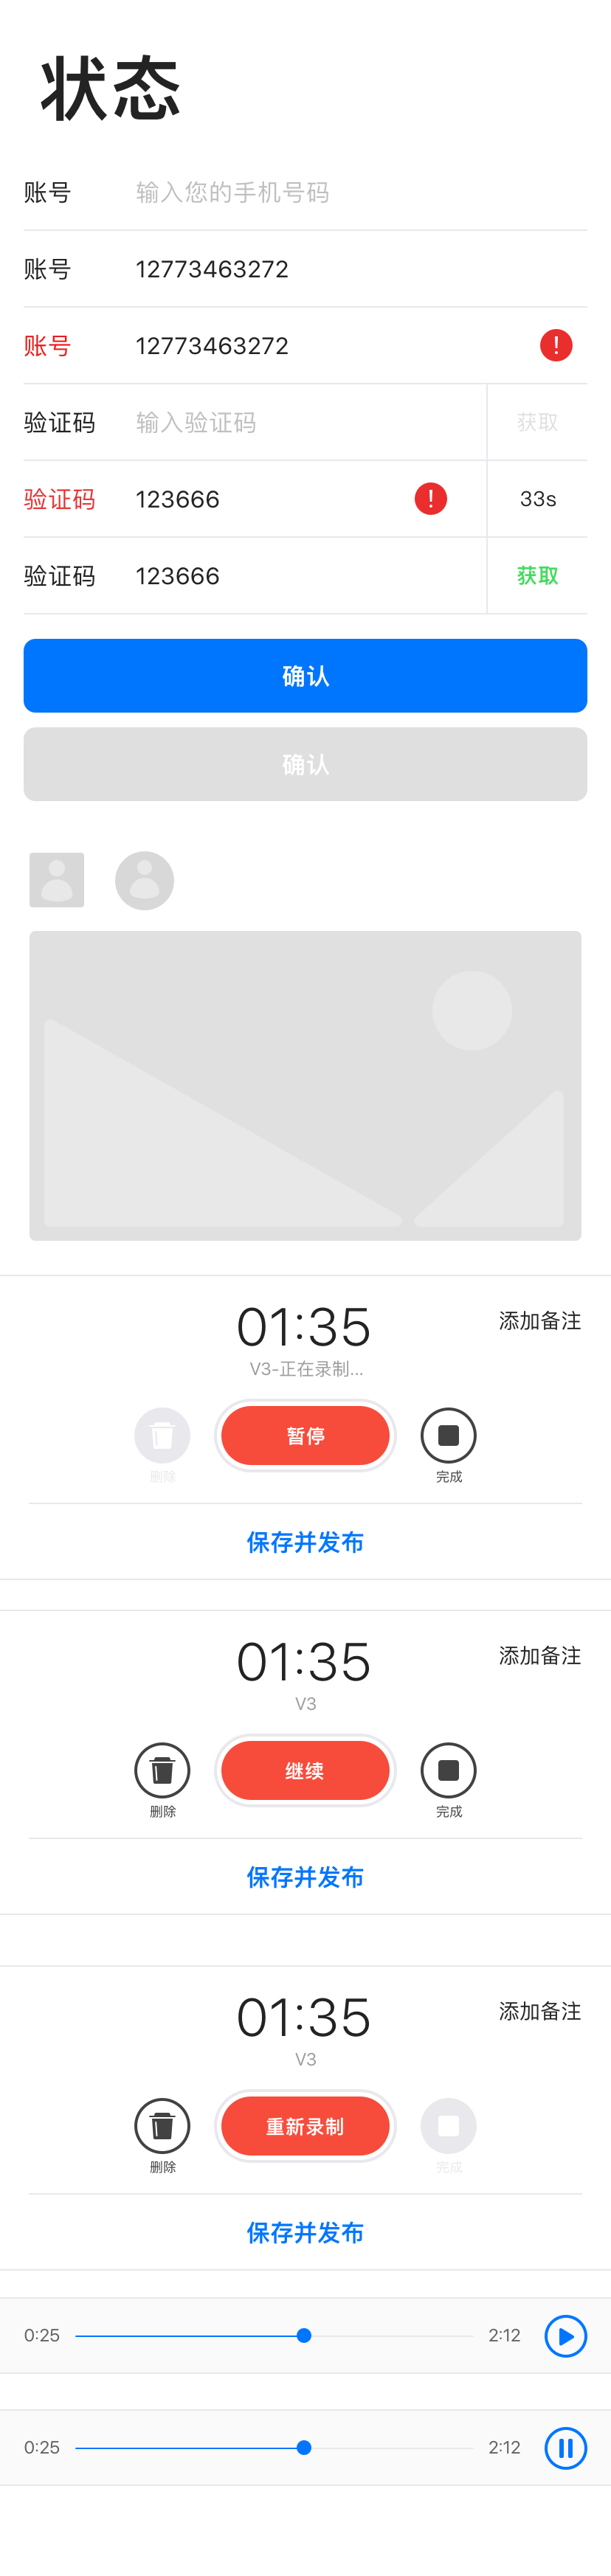 状态
账号 输入您的手机号码
账号 12773463272
账号 12773463272 !
验证码 输入验证码 获取
验证码 123666 ! 33s
验证码 123666 获取
确认
确认
01:35 添加备注
V3-正在录制...
暂停
删除 完成
保存并发布
01:35 添加备注
V3
继续
删除 完成
保存并发布
01:35 添加备注
V3
重新录制
删除 完成
保存并发布
0:25 2:12
0:25 2:12